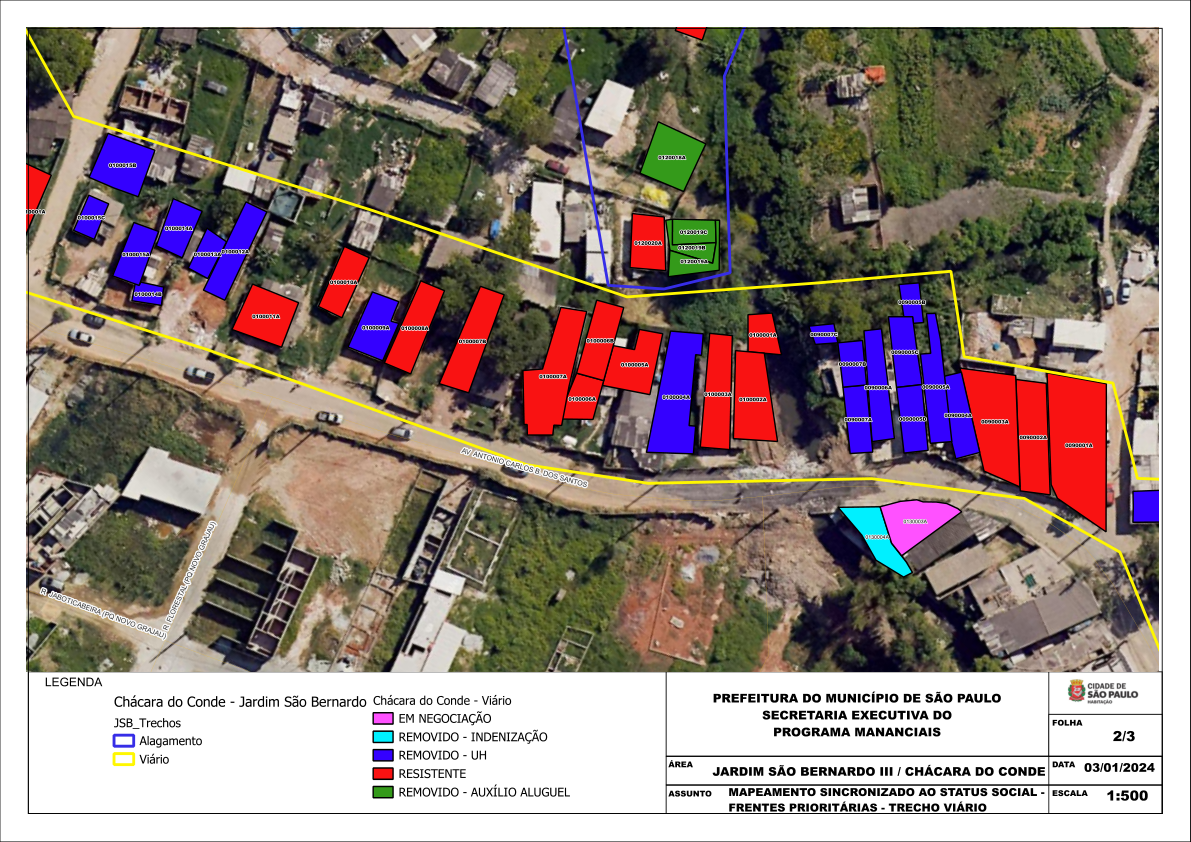 0120018A
0100015B
0120019C
0120020A
0120019B
0120019A
0100015C
0100014A
0100013A
0100012A
0100015A
0100014B
0100010A
0090005B
0100011A
0100009A
0100008A
0100007B
0100006B
0100001A
0090007C
0090005C
0100005A
0090007B
0100007A
0090006A
0090005A
0100006A
0100004A
0100003A
0100002A
0090007A
0090005D
0090004A
0090003A
0090002A
0090001A
AV ANTONIO CARLOS B. DOS SANTOS
R. FLORESTAL (PQ NOVO GRAJAU)
R. JABOTICABEIRA (PQ NOVO GRAJAU)
LEGENDA
Chácara do Conde - Jardim São Bernardo
JSB_Trechos
Alagamento
Viário
Chácara do Conde - Viário
EM NEGOCIAÇÃO
REMOVIDO - INDENIZAÇÃO
REMOVIDO - UH
RESISTENTE
REMOVIDO - AUXÍLIO ALUGUEL
PREFEITURA DO MUNICÍPIO DE SÃO PAULO
SECRETARIA EXECUTIVA DO
PROGRAMA MANANCIAIS
CIDADE DE
SÃO PAULO
HABITAÇÃO
FOLHA
2/3
ÁREA
JARDIM SÃO BERNARDO III / CHÁCARA DO CONDE
DATA 03/01/2024
ASSUNTO
MAPEAMENTO SINCRONIZADO AO STATUS SOCIAL -
FRENTES PRIORITÁRIAS - TRECHO VIÁRIO
ESCALA 1:500